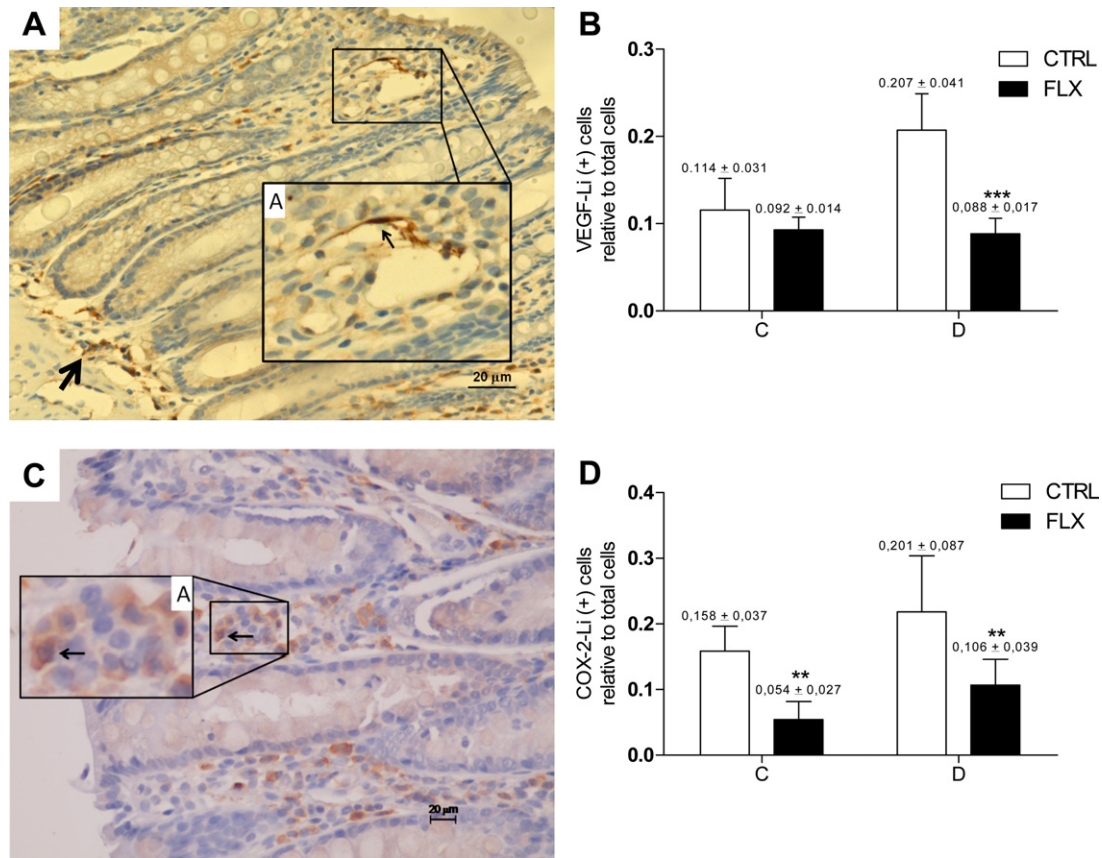 A
A
20 µm
B
VEGF-Li (+) cells
relative to total cells
0.3
0.2
0.1
0.0
0.114 ± 0.031
0.092 ± 0.014
0.207 ± 0.041
***
0,088 ± 0,017
C
D
CTRL
FLX
C
A
20 µm
D
COX-2-Li (+) cells
relative to total cells
0.4
0.3
0.2
0.1
0.0
0,158 ± 0,037
**
0,054 ± 0,027
0,201 ± 0,087
**
0,106 ± 0,039
C
D
CTRL
FLX